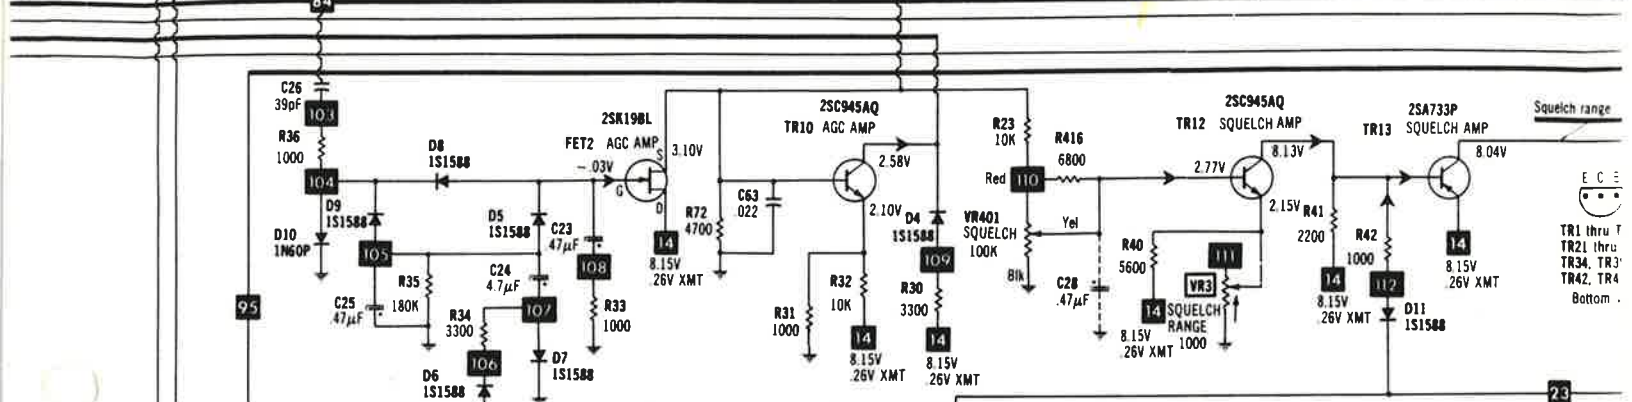 84
C26
39pF
103
R36
1000
104
D9
1S1588
D10
1N60P
D8
1S1588
105
C25
.47µF
R35
180K
95
D5
1S1588
C24
4.7µF
R34
3300
107
106
D6
1S1588
D7
1S1588
C23
.47µF
108
R33
1000
2SK19BL
FET2 AGC AMP
-.03V
S
G
D
3.10V
14
8.15V
.26V XMT
R72
4700
C63
.022
2SC945AQ
TR10 AGC AMP
2.58V
2.10V
R31
1000
R32
10K
14
8.15V
.26V XMT
D4
1S1588
109
R30
3300
14
8.15V
.26V XMT
R23
10K
Red
110
R416
6800
VR401
SQUELCH
100K
Yel
Blk
C28
.47µF
2SC945AQ
TR12 SQUELCH AMP
2.77V
8.13V
2.15V
R40
5600
14
8.15V
.26V XMT
111
VR3
SQUELCH
RANGE
1000
R41
2200
14
8.15V
.26V XMT
R42
1000
112
D11
1S1588
2SA733P
TR13 SQUELCH AMP
8.04V
14
8.15V
.26V XMT
Squelch range
E C
TR1 thru
TR21 thru
TR34, TR3
TR42, TR4
Bottom
23